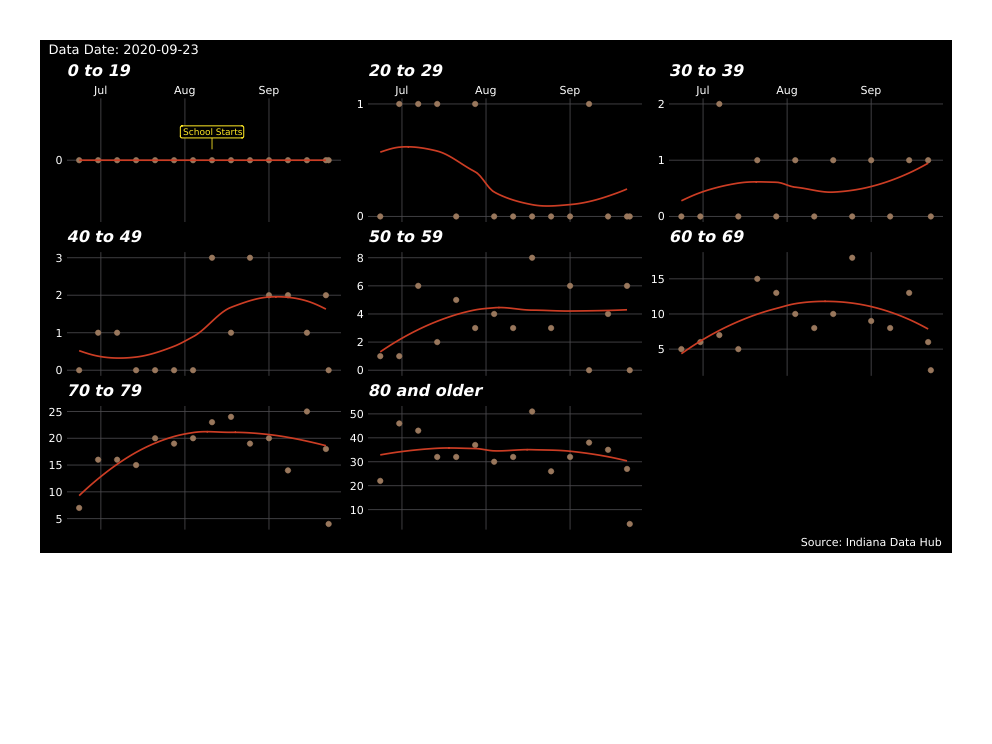 Data Date: 2020-09-23
0 to 19
20 to 29
30 to 39
Jul Aug Sep
Jul Aug Sep
Jul Aug Sep
School Starts
0
1
0
2
1
0
40 to 49
50 to 59
60 to 69
3
2
1
0
8
6
4
2
0
15
10
5
70 to 79
80 and older
25
20
15
10
5
50
40
30
20
10
Source: Indiana Data Hub